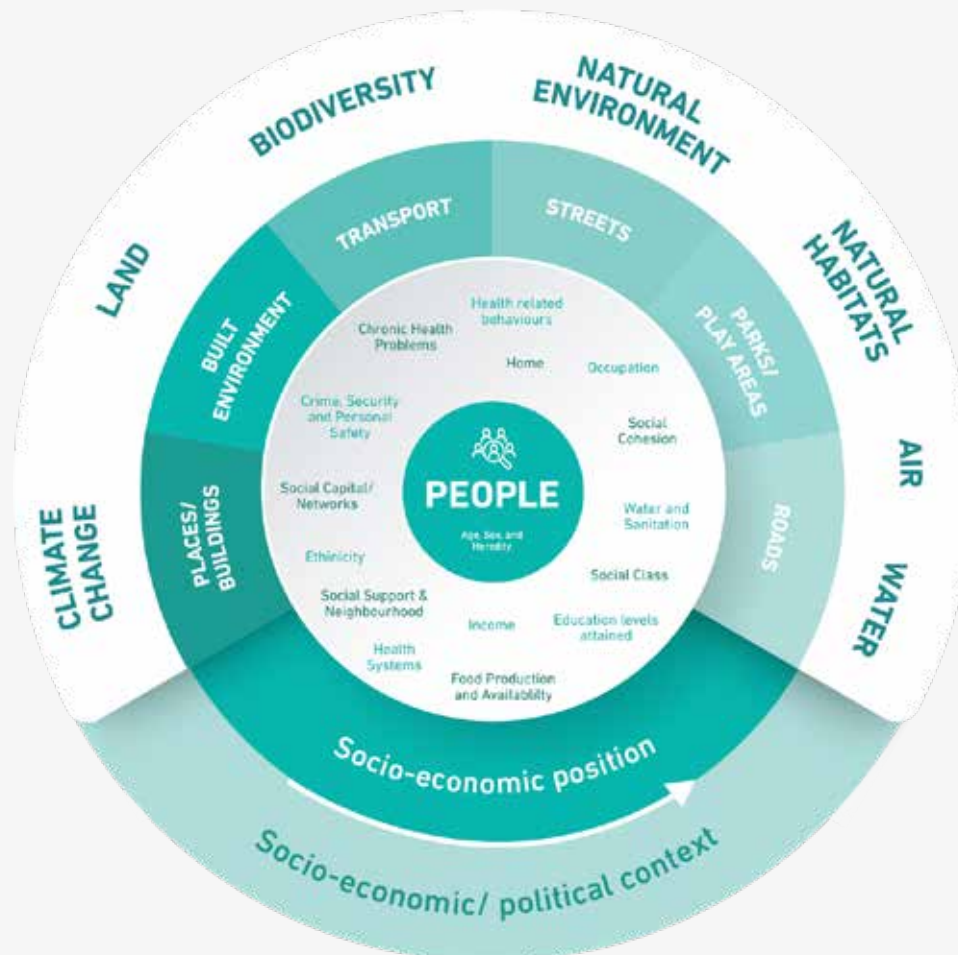 BIODIVERSITY
NATURAL
ENVIRONMENT
NATURAL
HABITATS
AIR
WATER
LAND
CLIMATE
CHANGE
TRANSPORT
STREETS
PARKS/
PLAY AREAS
ROADS
BUILT
ENVIRONMENT
PLACES/
BUILDINGS
Health related
behaviours
Chronic Health
Problems
Home
Occupation
Crime, Security
and Personal
Safety
Social
Cohesion
Social Capital/
Networks
PEOPLE
Age, Sex, and
Heredity
Water and
Sanitation
Ethinicity
Social Class
Social Support &
Neighbourhood
Income
Education levels
attained
Health
Systems
Food Production
and Availablilty
Socio-economic position
Socio-economic/ political context